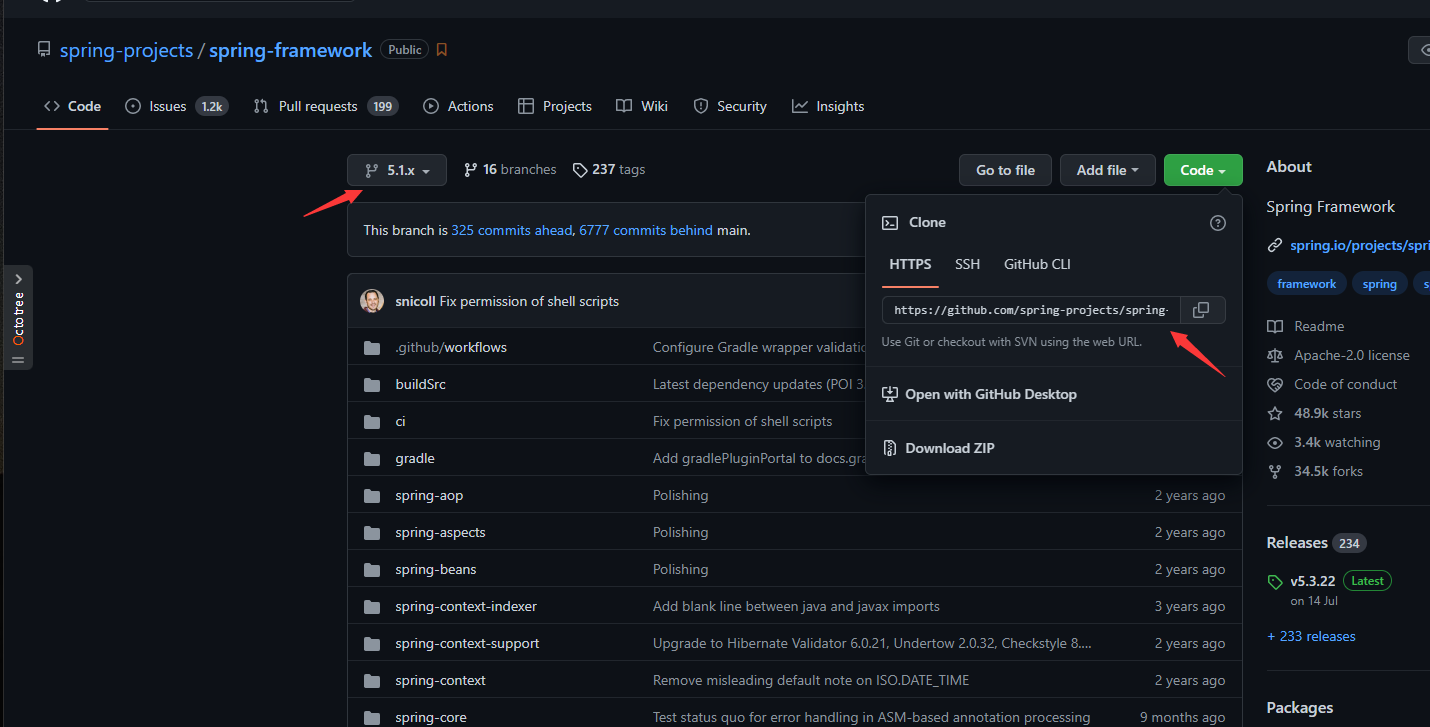 spring-projects / spring-framework Public
Code Issues 1.2k Pull requests 199 Actions Projects Wiki Security Insights
5.1.x 16 branches 237 tags Go to file Add file Code
This branch is 325 commits ahead, 6777 commits behind main.
Clone
HTTPS SSH GitHub CLI
https://github.com/spring-projects/spring-
Use Git or checkout with SVN using the web URL.
Open with GitHub Desktop
Download ZIP
snicoll Fix permission of shell scripts
.github/workflows Configure Gradle wrapper validatio
buildSrc Latest dependency updates (POI 3.
ci Fix permission of shell scripts
gradle Add gradlePluginPortal to docs.gra
spring-aop Polishing 2 years ago
spring-aspects Polishing 2 years ago
spring-beans Polishing 2 years ago
spring-context-indexer Add blank line between java and javax imports 3 years ago
spring-context-support Upgrade to Hibernate Validator 6.0.21, Undertow 2.0.32, Checkstyle 8.... 2 years ago
spring-context Remove misleading default note on ISO.DATE_TIME 2 years ago
spring-core Test status quo for error handling in ASM-based annotation processing 9 months ago
About
Spring Framework
spring.io/projects/spri
framework spring s
Readme
Apache-2.0 license
Code of conduct
48.9k stars
3.4k watching
34.5k forks
Releases 234
v5.3.22 Latest
on 14 Jul
+ 233 releases
Packages
Octotree